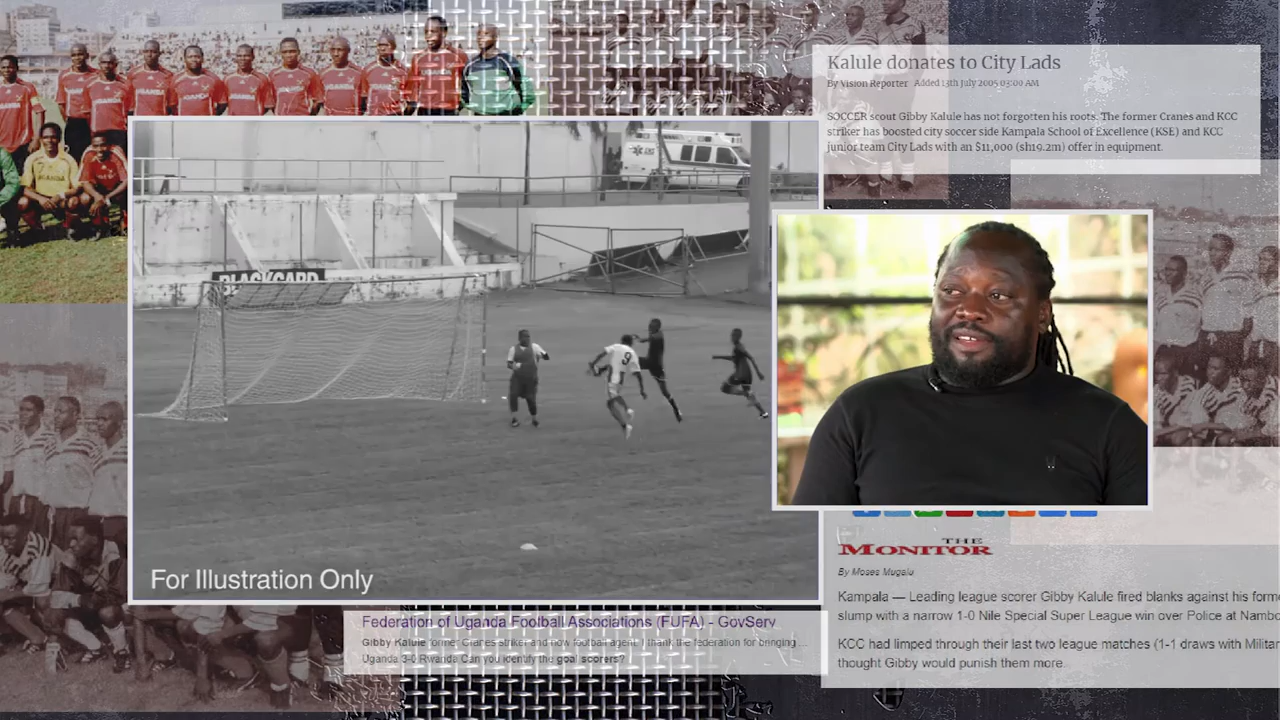 UGANDA
Kalule donates to City Lads
By Vision Reporter Added 13th July 2005 03:00 AM
SOCCER scout Gibby Kalule has not forgotten his roots. The former Cranes and KCC
striker has boosted city soccer side Kampala School of Excellence (KSE) and KCC
junior team City Lads with an $11,000 (sh19.2m) offer in equipment.
BLACKCARD
9
For Illustration Only
THE
MONITOR
By Moses Mugalu
Kampala — Leading league scorer Gibby Kalule fired blanks against his forme
slump with a narrow 1-0 Nile Special Super League win over Police at Nambo
KCC had limped through their last two league matches (1-1 draws with Militar
thought Gibby would punish them more.
Federation of Uganda Football Associations (FUFA) - GovServ
Gibby Kalule former Cranes striker and now football agent. I thank the federation for bringing ...
Uganda 3-0 Rwanda Can you identify the goal scorers?